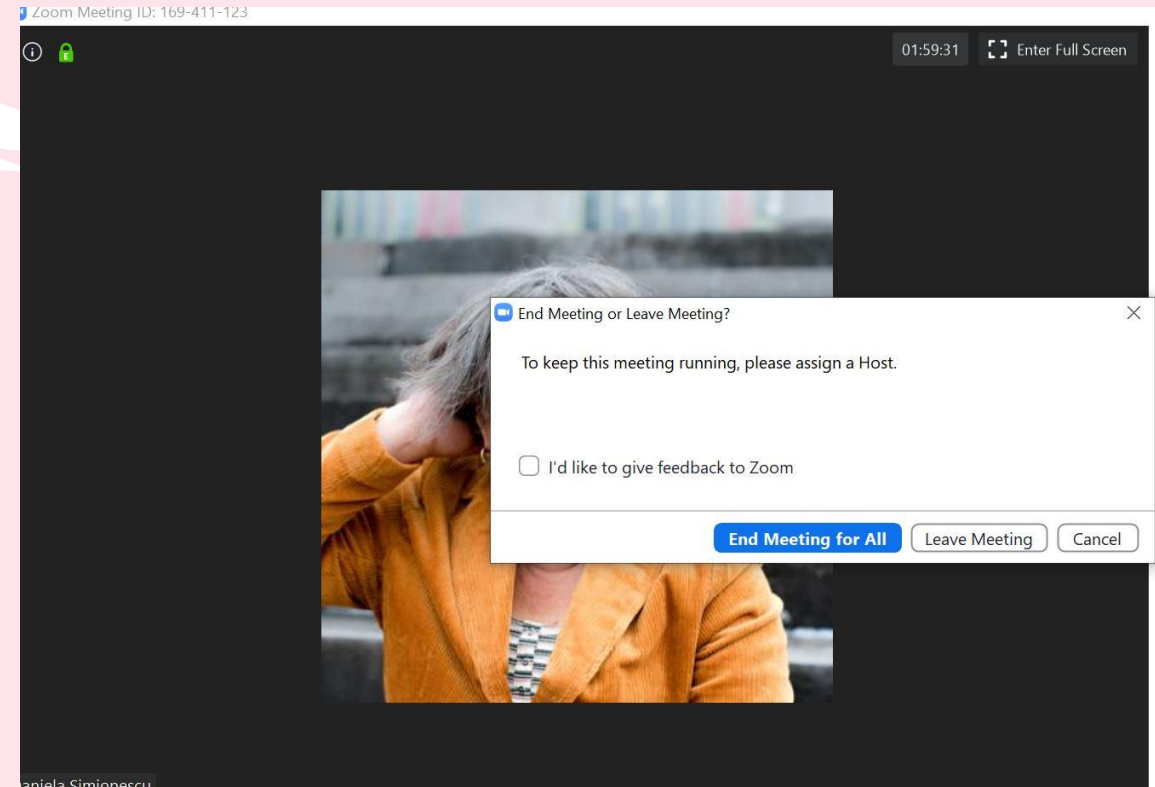 Zoom Meeting ID: 169-411-123
01:59:31 Enter Full Screen
End Meeting or Leave Meeting?
To keep this meeting running, please assign a Host.
I'd like to give feedback to Zoom
End Meeting for All Leave Meeting Cancel
aniela Simionescu